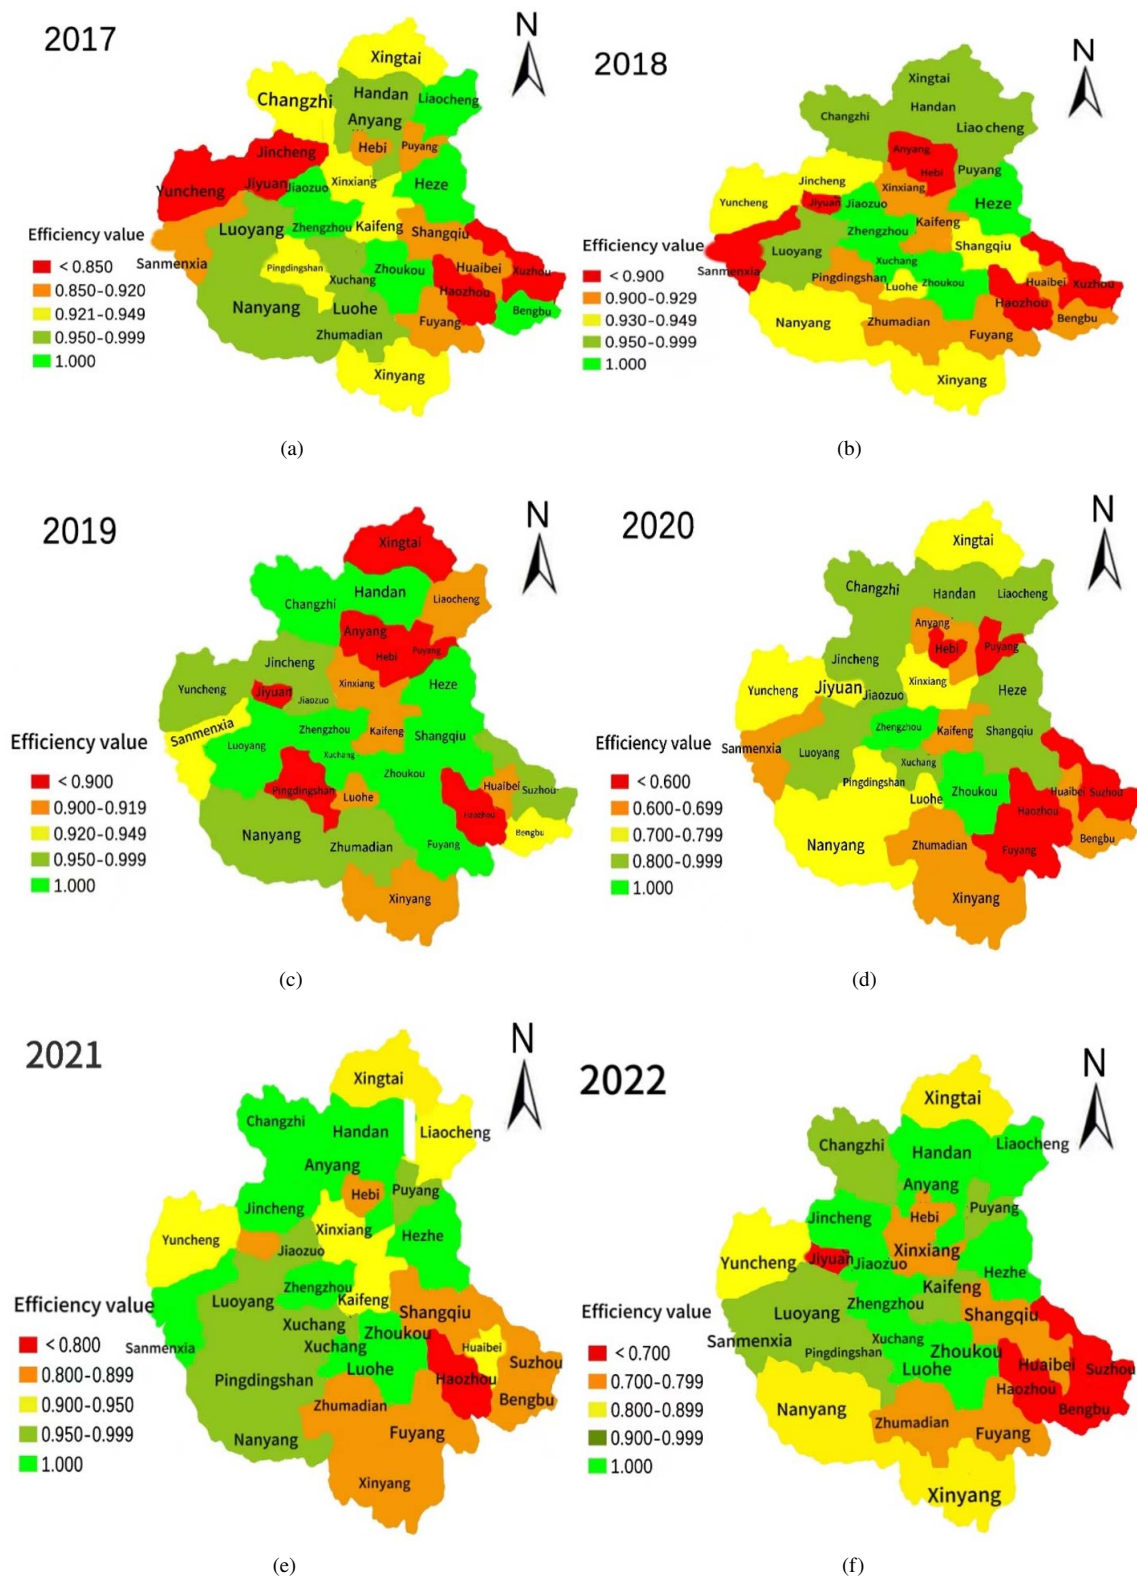 2017
N
Xingtai
Changzhi
Handan
Liaocheng
Anyang
Hebi
Puyang
Jincheng
Yuncheng
Jiyuan
Jiaozuo
Xinxiang
Heze
Luoyang
Zhengzhou
Kaifeng
Shangqiu
Sanmenxia
Pingdingshan
Xuchang
Zhoukou
Huaibei
Xuzhou
Haozhou
Nanyang
Luohe
Bengbu
Fuyang
Zhumadian
Xinyang
Efficiency value
< 0.850
0.850-0.920
0.921-0.949
0.950-0.999
1.000
(a)
2018
N
Xingtai
Handan
Changzhi
Liao cheng
Anyang
Hebi
Puyang
Jincheng
Xinxiang
Yuncheng
Jiyuan
Jiaozuo
Heze
Kaifeng
Zhengzhou
Shangqiu
Luoyang
Xuchang
Sanmenxia
Pingdingshan
Luohe
Zhoukou
Huaibei
Xuzhou
Haozhou
Nanyang
Zhumadian
Fuyang
Bengbu
Xinyang
Efficiency value
< 0.900
0.900-0.929
0.930-0.949
0.950-0.999
1.000
(b)
2019
N
Xingtai
Handan
Changzhi
Liaocheng
Anyang
Hebi
Puyang
Jincheng
Yuncheng
Jiyuan
Jiaozuo
Xinxiang
Heze
Sanmenxia
Zhengzhou
Kaifeng
Shangqiu
Luoyang
Xuchang
Zhoukou
Pingdingshan
Luohe
Huaibei
Suzhou
Haozhou
Nanyang
Zhumadian
Fuyang
Bengbu
Xinyang
Efficiency value
< 0.900
0.900-0.919
0.920-0.949
0.950-0.999
1.000
(c)
2020
N
Xingtai
Changzhi
Handan
Liaocheng
Anyang
Hebi
Puyang
Jincheng
Yuncheng
Jiyuan
Jiaozuo
Xinxiang
Heze
Zhengzhou
Kaifeng
Shangqiu
Sanmenxia
Luoyang
Xuchang
Pingdingshan
Luohe
Zhoukou
Huaibei
Suzhou
Haozhou
Nanyang
Zhumadian
Fuyang
Bengbu
Xinyang
Efficiency value
< 0.600
0.600-0.699
0.700-0.799
0.800-0.999
1.000
(d)
2021
N
Xingtai
Changzhi
Handan
Liaocheng
Anyang
Hebi
Puyang
Jincheng
Xinxiang
Hezhe
Yuncheng
Jiaozuo
Zhengzhou
Kaifeng
Luoyang
Shangqiu
Xuchang
Zhoukou
Sanmenxia
Xuchang
Huaibei
Luohe
Suzhou
Pingdingshan
Haozhou
Bengbu
Zhumadian
Nanyang
Fuyang
Xinyang
Efficiency value
< 0.800
0.800-0.899
0.900-0.950
0.950-0.999
1.000
(e)
2022
N
Xingtai
Changzhi
Handan
Liaocheng
Anyang
Puyang
Jincheng
Hebi
Yuncheng
Jiyuan
Jiaozuo
Xinxiang
Hezhe
Kaifeng
Luoyang
Zhengzhou
Shangqiu
Sanmenxia
Pingdingshan
Xuchang
Zhoukou
Luohe
Huaibei
Suzhou
Haozhou
Bengbu
Nanyang
Zhumadian
Fuyang
Xinyang
Efficiency value
< 0.700
0.700-0.799
0.800-0.899
0.900-0.999
1.000
(f)